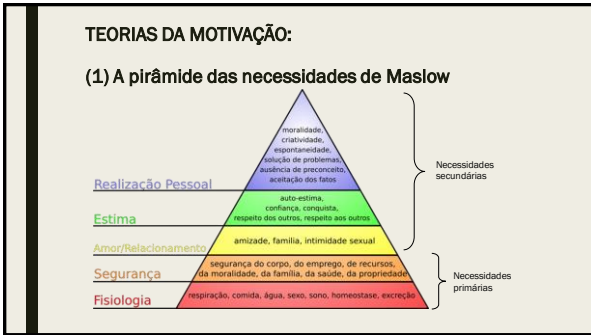 TEORIAS DA MOTIVAÇÃO:
(1) A pirâmide das necessidades de Maslow
moralidade,
criatividade,
espontaneidade,
solução de problemas,
ausência de preconceito,
aceitação dos fatos
Necessidades
secundárias
Realização Pessoal
auto-estima,
confiança, conquista,
respeito dos outros, respeito aos outros
Estima
amizade, família, intimidade sexual
Amor/Relacionamento
segurança do corpo, do emprego, de recursos,
da moralidade, da família, da saúde, da propriedade
Segurança
Necessidades
primárias
respiração, comida, água, sexo, sono, homeostase, excreção
Fisiologia